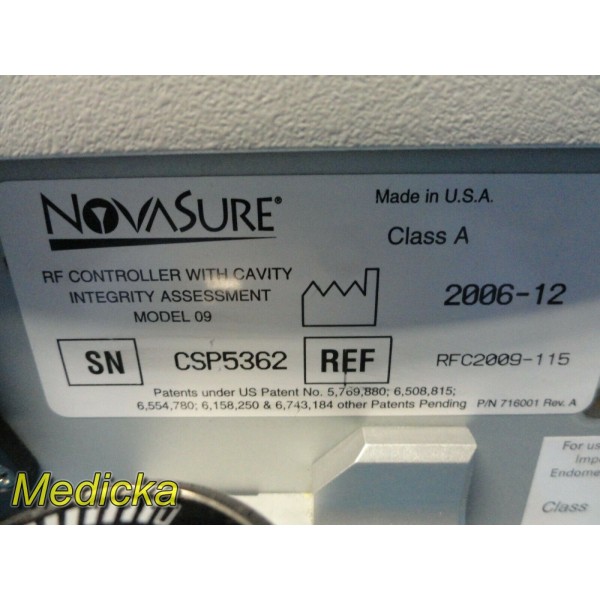 NOVASURE®
Made in U.S.A.
Class A
RF CONTROLLER WITH CAVITY
INTEGRITY ASSESSMENT
MODEL 09
2006-12
SN CSP5362 REF RFC2009-115
Patents under US Patent No. 5,769,880; 6,508,815;
6,554,780; 6,158,250 & 6,743,184 other Patents Pending P/N 716001 Rev. A
For us
Impe
Endome
Class
Medicka